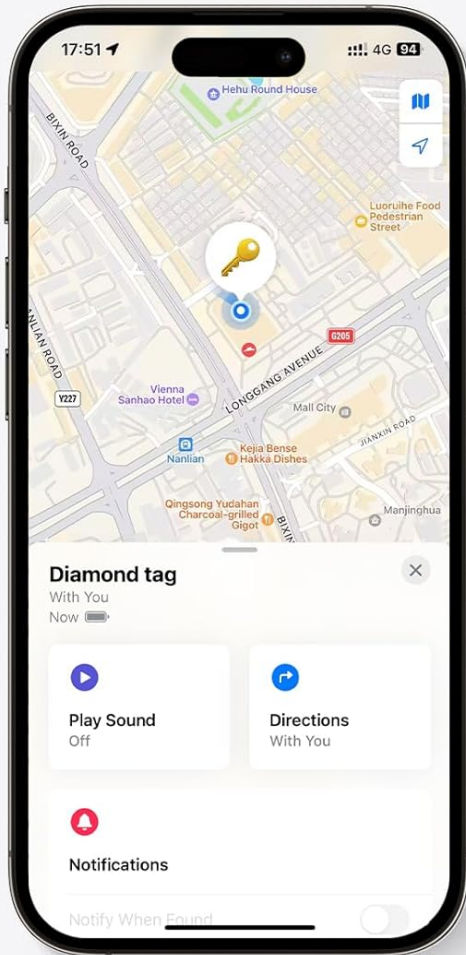 17:51
4G 94
Hehu Round House
BIXIN ROAD
Luoruihe Food
Pedestrian
Street
G205
ANLIAN ROAD
LONGGANG AVENUE
Y227
Vienna
Sanhao Hotel
Mall City
JIANXIN ROAD
Nanlian
Kejia Bense
Hakka Dishes
Qingsong Yudahan
Charcoal-grilled
Gigot
BIXIN
Manjinghua
Diamond tag
With You
Now
Play Sound
Off
Directions
With You
Notifications
Notify When Found